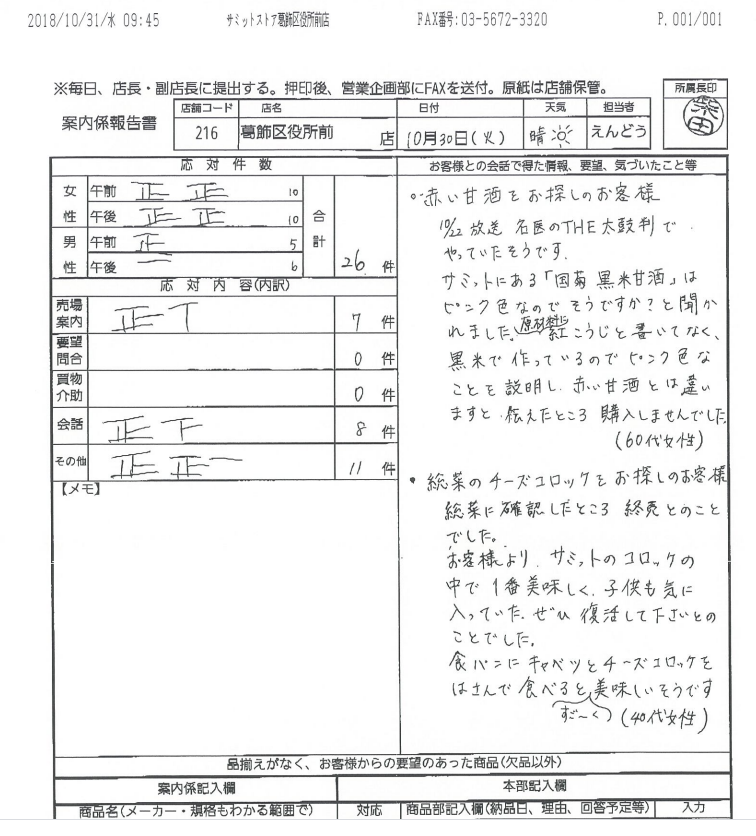 2018/10/31/水 09:45 サミットストア葛飾区役所前店 FAX番号:03-5672-3320 P.001/001
※毎日、店長・副店長に提出する。押印後、営業企画部にFAXを送付。原紙は店舗保管。
所属長印
案内係報告書
店舗コード 店名 日付 天気 担当者
216 葛飾区役所前 店 10月30日(火) 晴 えんどう
応対件数
女性 午前 正 正 10
午後 正 正 10
男性 午前 正 5
午後 6
合計 26 件
応対内容(内訳)
売場案内 正 T 7 件
要望問合 0 件
買物介助 0 件
会話 正 下 8 件
その他 正 正 一 11 件
【メモ】
お客様との会話で得た情報、要望、気づいたこと等
赤い甘酒をお探しのお客様
10/22 放送 名医のTHE太鼓判で
やっていたそうです。
サミットにある「国菊 黒米甘酒」は
ピンク色なのでそうですか?と聞か
れました。原材料に紅こうじと書いてなく、
黒米で作っているのでピンク色な
ことを説明し、赤い甘酒とは違い
ますと伝えたところ 購入しませんでした
(60代女性)
・総菜のチーズコロッケをお探しのお客様
総菜に確認したところ 終売とのこと
でした。
お客様より、サミットのコロッケの
中で1番美味しく、子供も気に
入っていた。ぜひ 復活して下さいとの
ことでした。
食パンにキャベツとチーズコロッケを
はさんで食べるとすご〜く美味しいそうです
(40代女性)
品揃えがなく、お客様からの要望のあった商品(欠品以外)
案内係記入欄 本部記入欄
商品名(メーカー・規格もわかる範囲で) 対応 商品部記入欄(納品日、理由、回答予定等) 入力